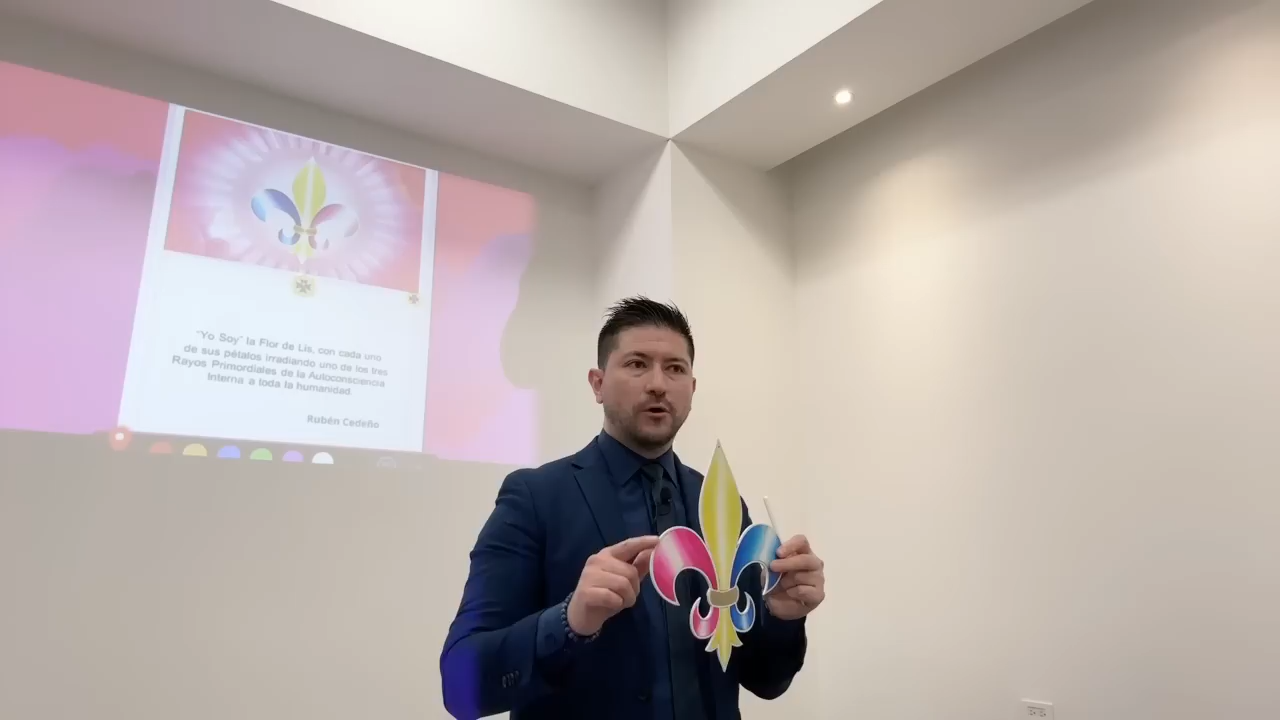 "Yo Soy" la Flor de Lis, con cada uno
de sus pétalos irradiando uno de los tres
Rayos Primordiales de la Autoconsciencia
Interna a toda la humanidad.
Rubén Cedeño